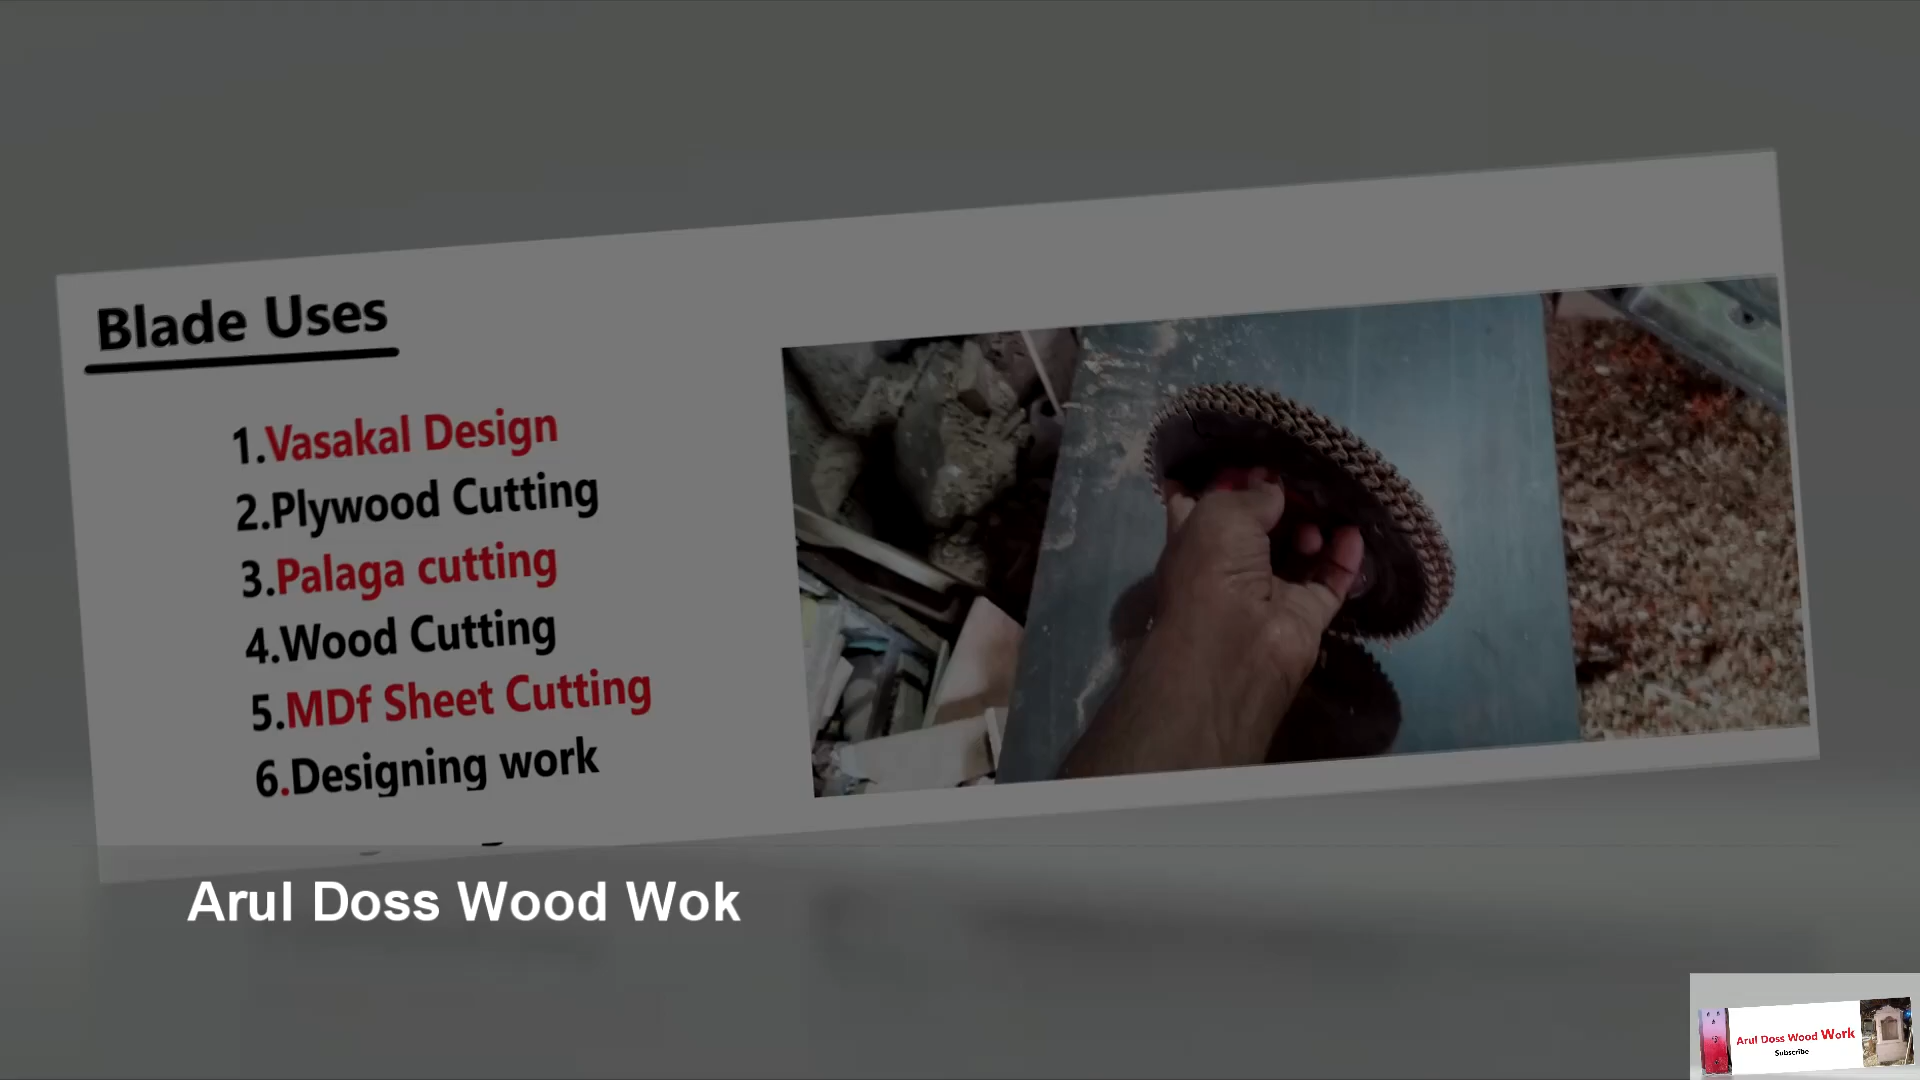 Blade Uses
1.Vasakal Design
2.Plywood Cutting
3.Palaga cutting
4.Wood Cutting
5.MDf Sheet Cutting
6.Designing work
Arul Doss Wood Wok
Arul Doss Wood Work
Subscribe